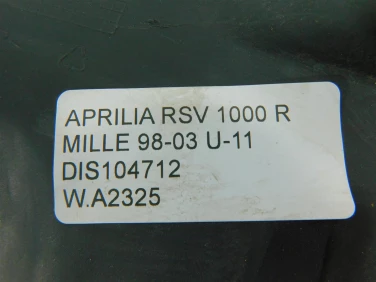 APRILIA RSV 1000 R
MILLE 98-03 U-11
DIS104712
W.A2325